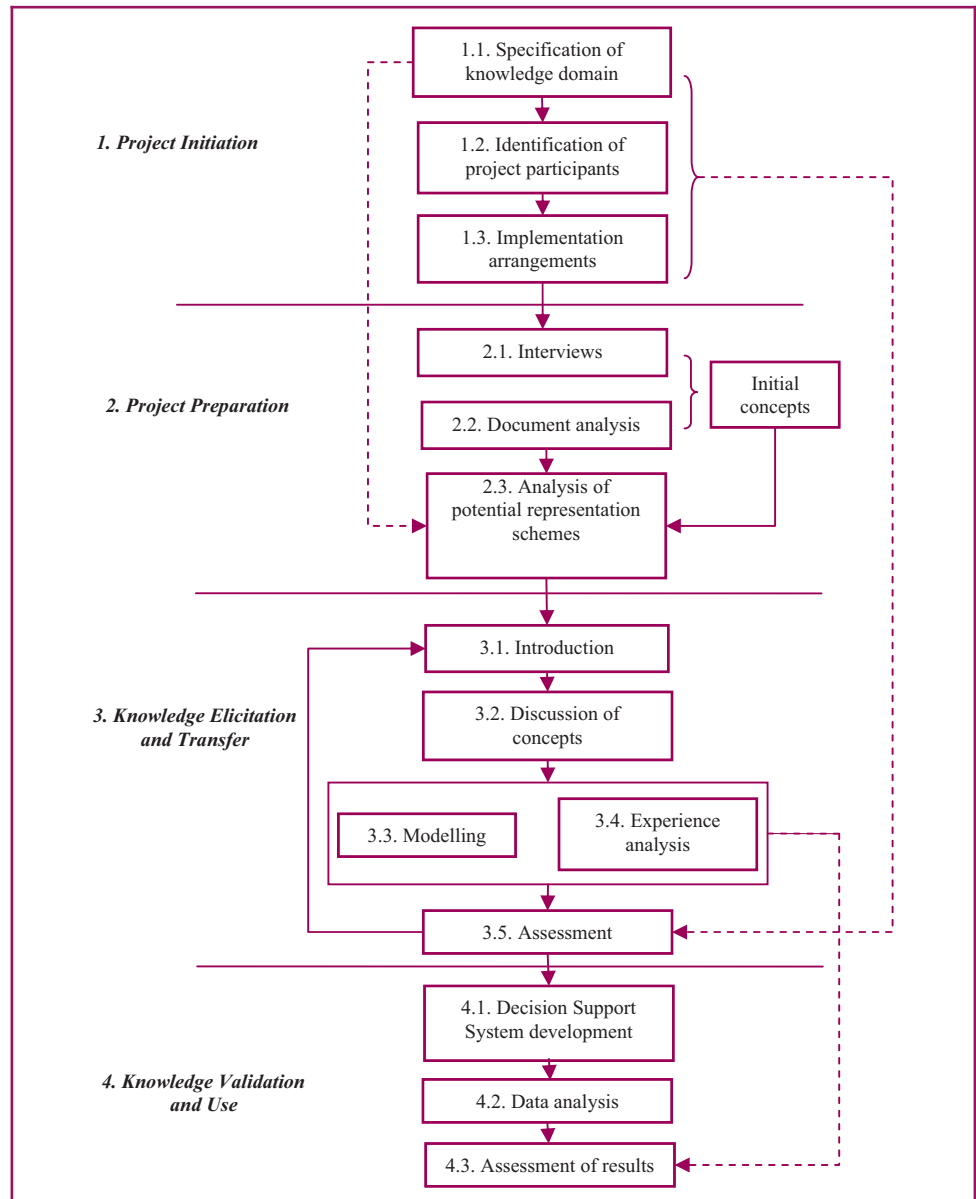 1.1. Specification of
knowledge domain
1. Project Initiation
1.2. Identification of
project participants
1.3. Implementation
arrangements
2.1. Interviews
2. Project Preparation
Initial
concepts
2.2. Document analysis
2.3. Analysis of
potential representation
schemes
3.1. Introduction
3. Knowledge Elicitation
and Transfer
3.2. Discussion of
concepts
3.3. Modelling
3.4. Experience
analysis
3.5. Assessment
4.1. Decision Support
System development
4. Knowledge Validation
and Use
4.2. Data analysis
4.3. Assessment of results